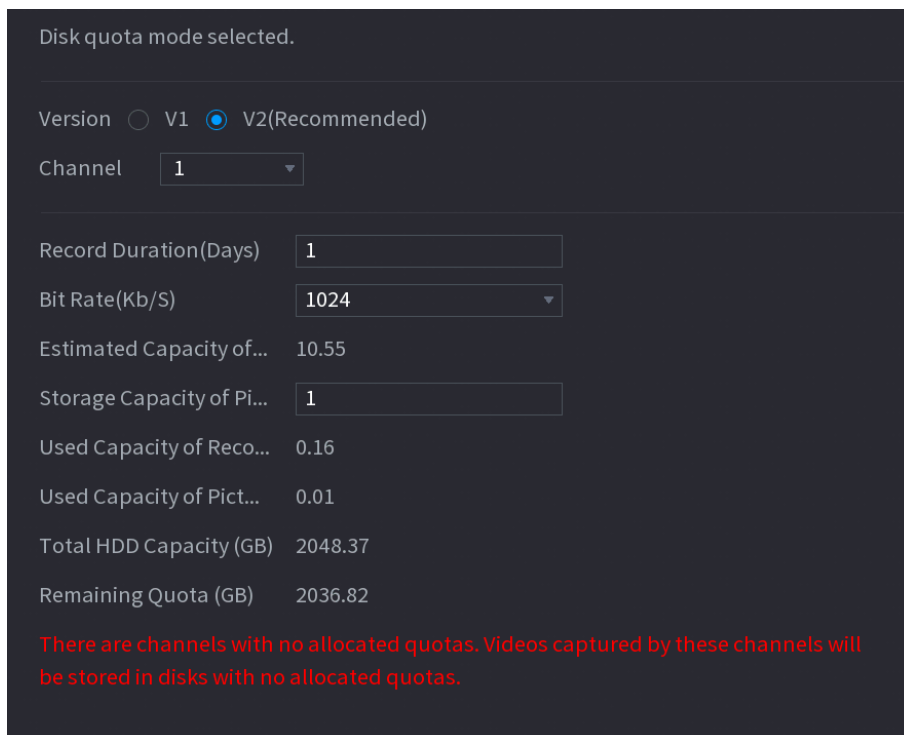 Disk quota mode selected.
Version V1 V2(Recommended)
Channel 1
Record Duration(Days) 1
Bit Rate(Kb/S) 1024
Estimated Capacity of... 10.55
Storage Capacity of Pi... 1
Used Capacity of Reco... 0.16
Used Capacity of Pict... 0.01
Total HDD Capacity (GB) 2048.37
Remaining Quota (GB) 2036.82
There are channels with no allocated quotas. Videos captured by these channels will
be stored in disks with no allocated quotas.